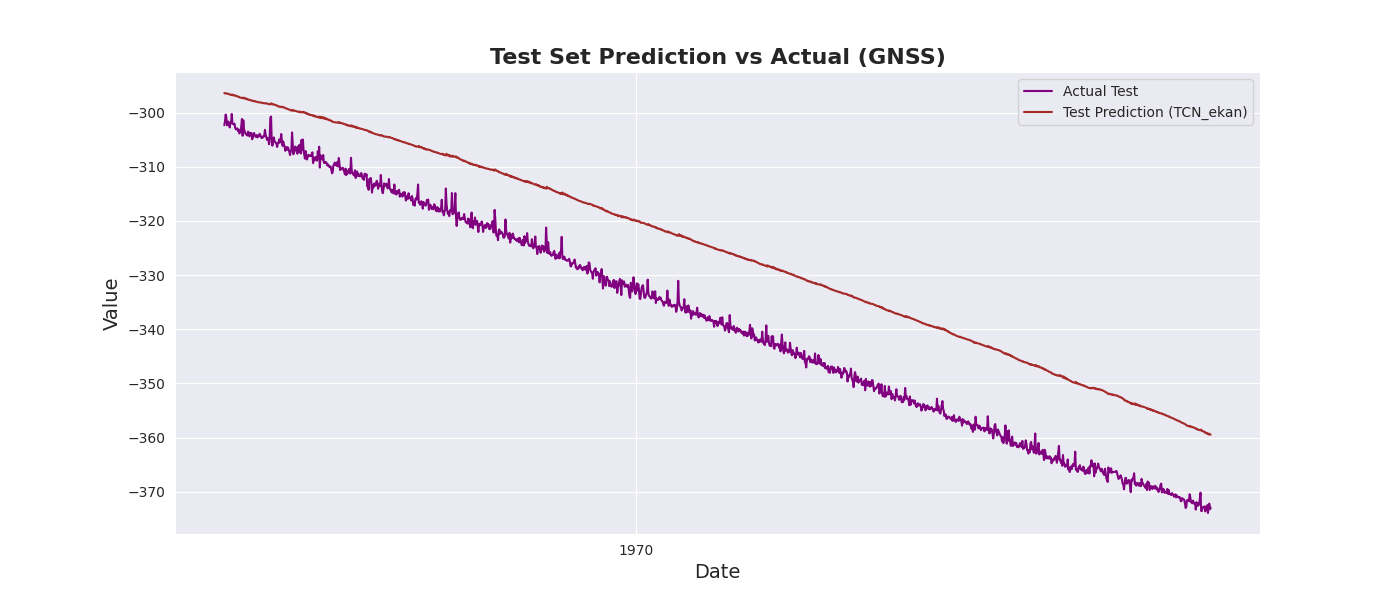 Test Set Prediction vs Actual (GNSS)
Actual Test
Test Prediction (TCN_ekan)
−300
−310
−320
−330
−340
−350
−360
−370
Value
1970
Date